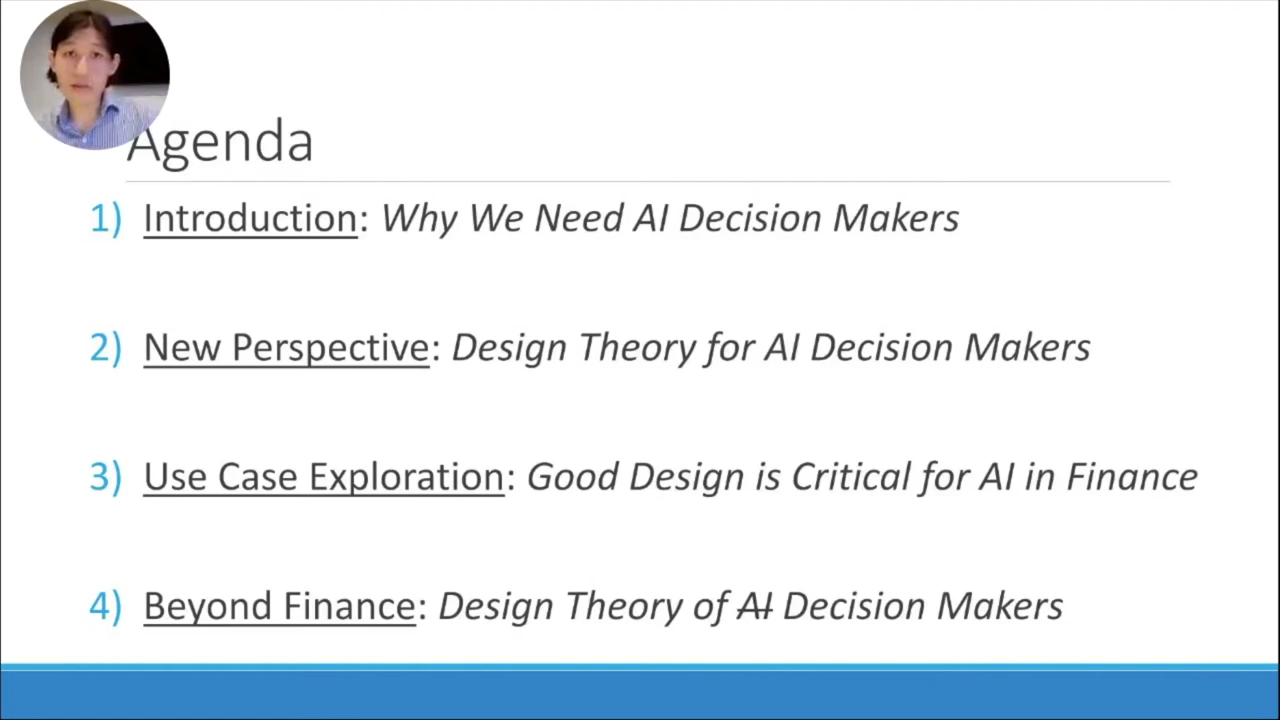 Agenda
1) Introduction: Why We Need AI Decision Makers
2) New Perspective: Design Theory for AI Decision Makers
3) Use Case Exploration: Good Design is Critical for AI in Finance
4) Beyond Finance: Design Theory of AI Decision Makers